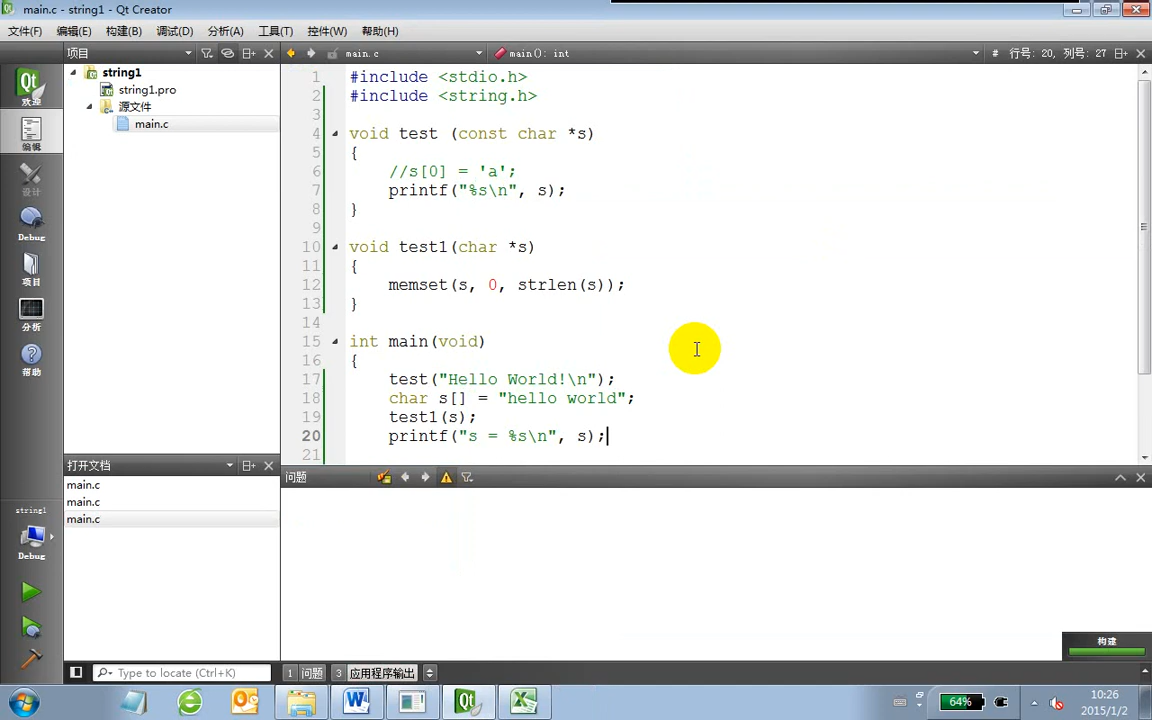 main.c - string1 - Qt Creator
文件(F) 编辑(E) 构建(B) 调试(D) 分析(A) 工具(T) 控件(W) 帮助(H)
项目
main.c
main(): int
# 行号: 20, 列号: 27
string1
string1.pro
源文件
main.c
欢迎
编辑
设计
Debug
项目
分析
帮助
1 #include <stdio.h>
2 #include <string.h>
3
4 void test (const char *s)
5 {
6 //s[0] = 'a';
7 printf("%s\n", s);
8 }
9
10 void test1(char *s)
11 {
12 memset(s, 0, strlen(s));
13 }
14
15 int main(void)
16 {
17 test("Hello World!\n");
18 char s[] = "hello world";
19 test1(s);
20 printf("s = %s\n", s);
21
打开文档
main.c
main.c
main.c
问题
string1
Debug
构建
Type to locate (Ctrl+K)
1 问题 3 应用程序输出
64%
10:26
2015/1/2